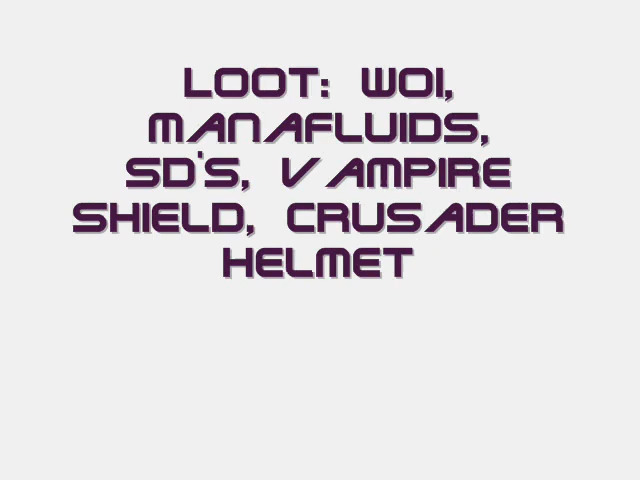 LOOT: WOI,
MANAFLUIDS,
SD'S, VAMPIRE
SHIELD, CRUSADER
HELMET